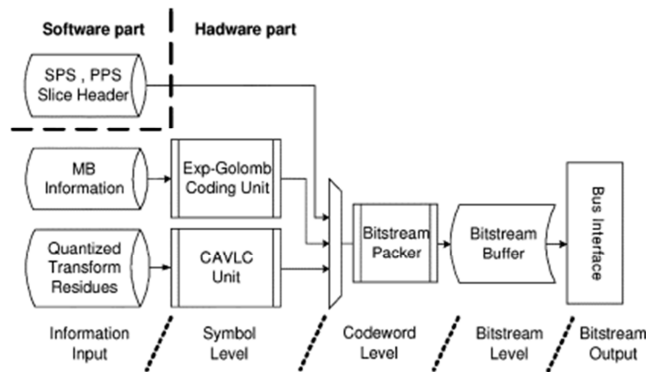 Software part
Hadware part
SPS , PPS
Slice Header
MB
Information
Exp-Golomb
Coding Unit
Quantized
Transform
Residues
CAVLC
Unit
Bitstream
Packer
Bitstream
Buffer
Bus Interface
Information
Input
Symbol
Level
Codeword
Level
Bitstream
Level
Bitstream
Output